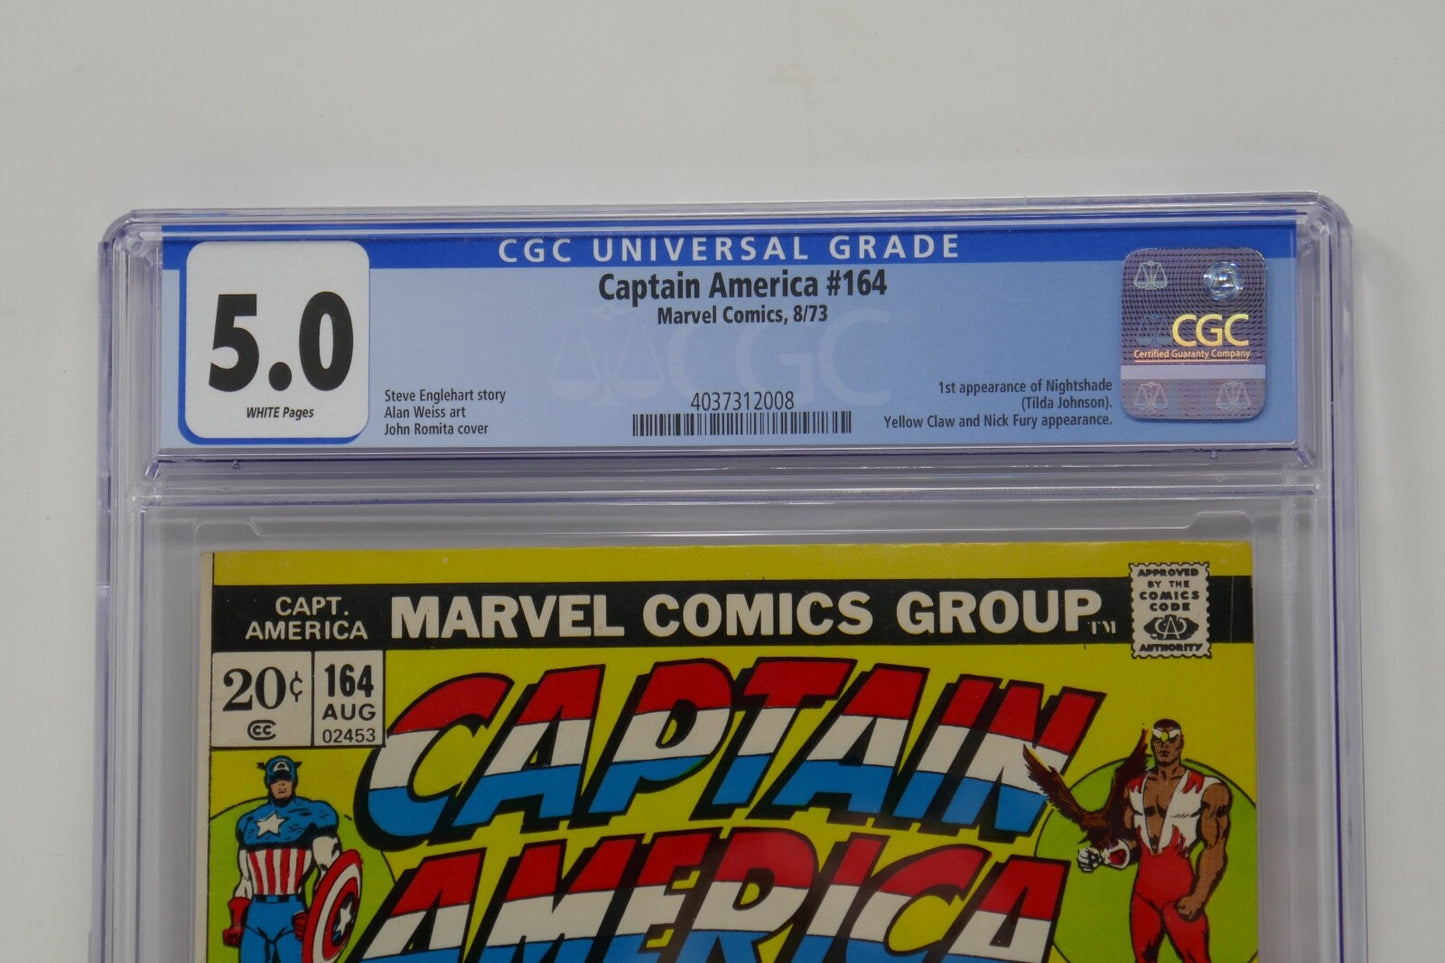 CGC UNIVERSAL GRADE
Captain America #164
Marvel Comics, 8/73
5.0
WHITE Pages
Steve Englehart story
Alan Weiss art
John Romita cover
CGC
4037312008
1st appearance of Nightshade
(Tilda Johnson).
Yellow Claw and Nick Fury appearance.
CGC
Certified Guaranty Company
CAPT.
AMERICA
MARVEL COMICS GROUP TM
APPROVED
BY THE
COMICS
CODE
CA
AUTHORITY
20¢
CC
164
AUG
02453
CAPTAIN
AMERICA
A